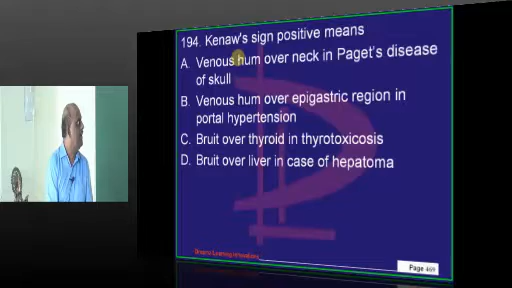 194. Kenaw's sign positive means
A. Venous hum over neck in Paget's disease
of skull
B. Venous hum over epigastric region in
portal hypertension
C. Bruit over thyroid in thyrotoxicosis
D. Bruit over liver in case of hepatoma
Page 469